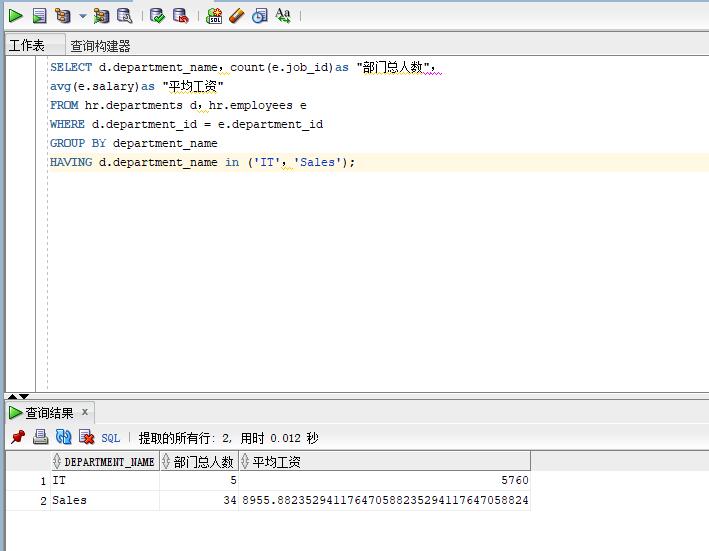 工作表 查询构建器
SELECT d.department_name，count(e.job_id)as "部门总人数"，
avg(e.salary)as "平均工资"
FROM hr.departments d，hr.employees e
WHERE d.department_id = e.department_id
GROUP BY department_name
HAVING d.department_name in ('IT'，'Sales');
查询结果 x
SQL | 提取的所有行: 2, 用时 0.012 秒
DEPARTMENT_NAME 部门总人数 平均工资
1 IT 5 5760
2 Sales 34 8955.88235294117647058823529411764705882​4